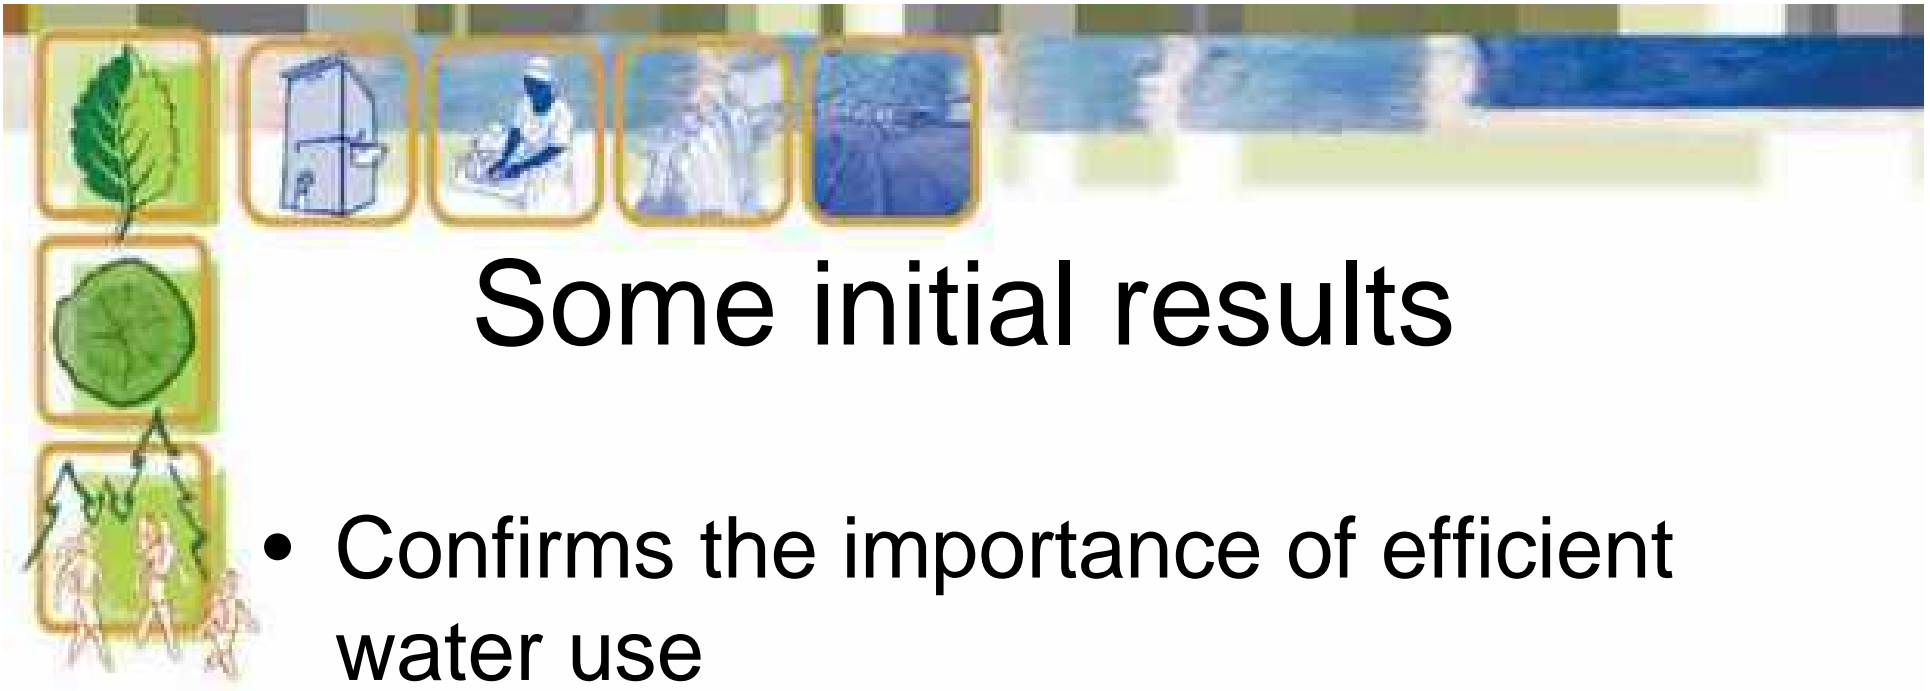 Some initial results
• Confirms the importance of efficient
water use